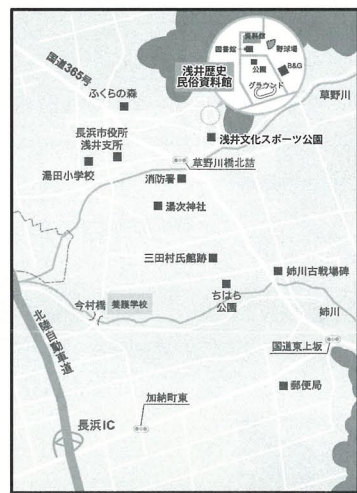 国道365号
ふくらの森
長浜市役所
浅井支所
湯田小学校
浅井歴史
民俗資料館
資料館
図書館
野球場
公園
B&G
グラウンド
草野川
浅井文化スポーツ公園
草野川橋北詰
消防署
湯次神社
三田村氏館跡
ちはら
公園
姉川古戦場碑
姉川
今村橋
養護学校
北陸自動車道
国道東上坂
郵便局
加納町東
長浜IC